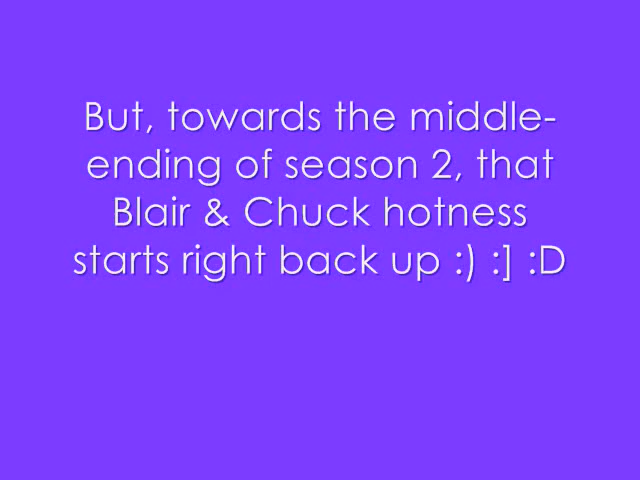 But, towards the middle-
ending of season 2, that
Blair & Chuck hotness
starts right back up :) :] :D